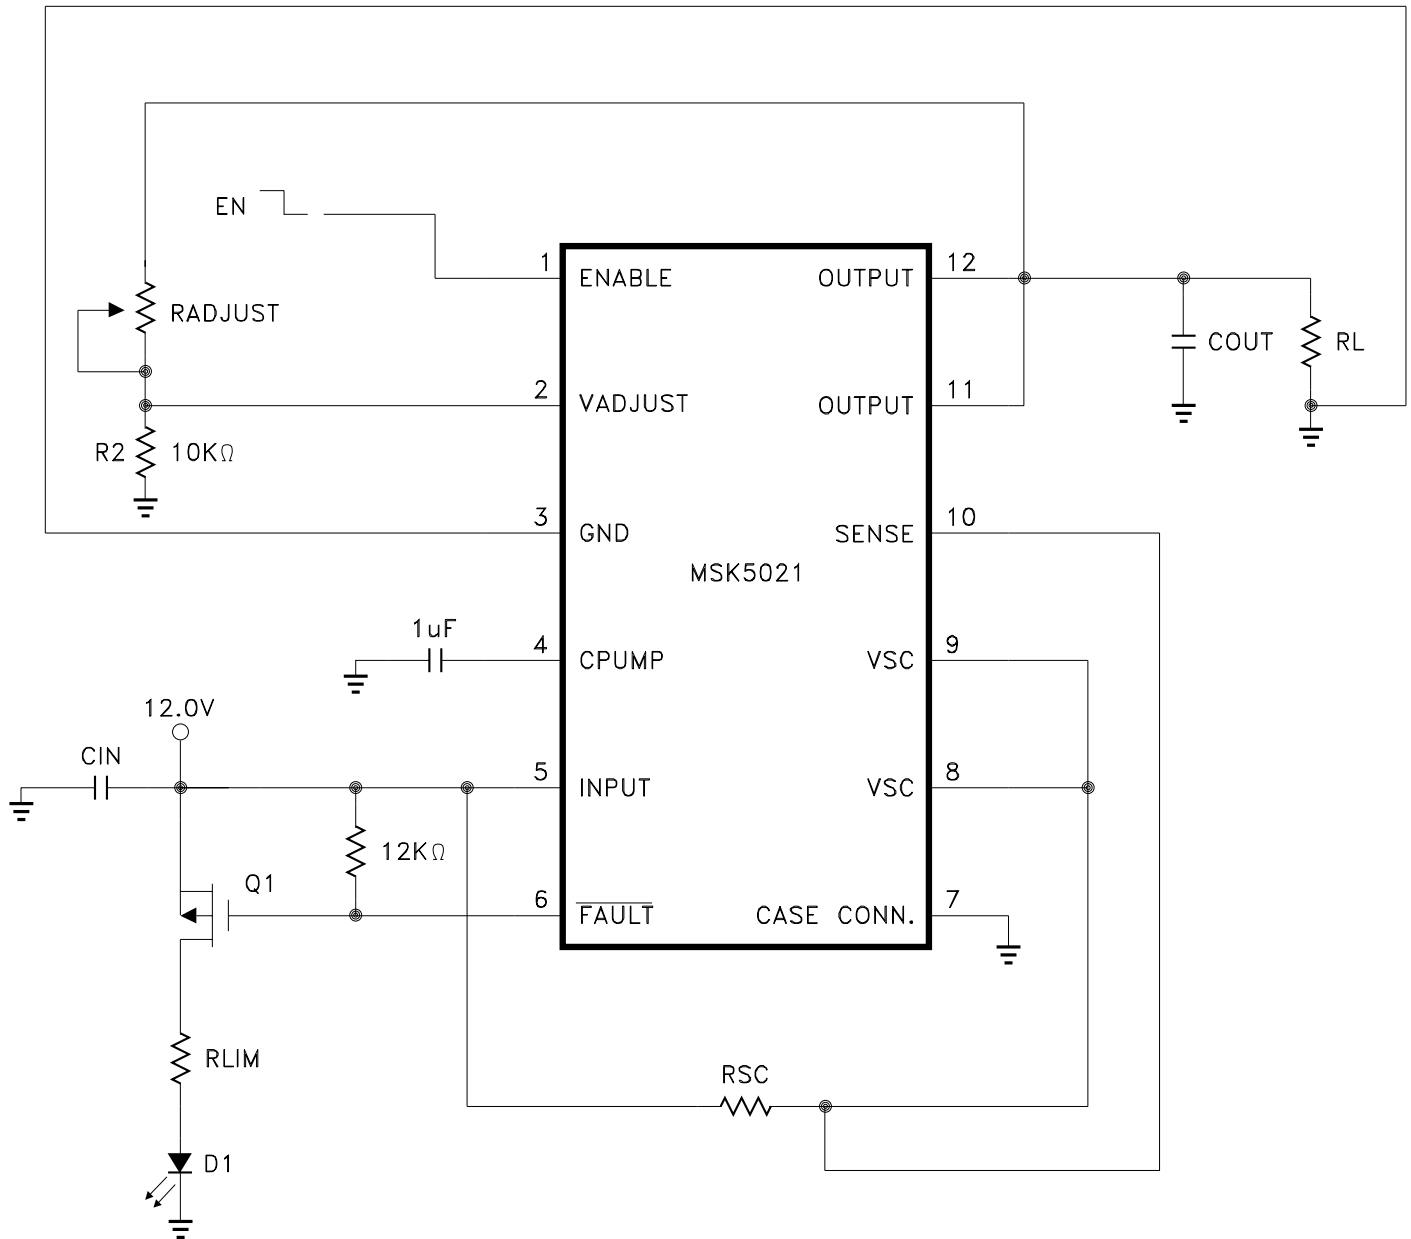 EN
1 ENABLE
OUTPUT 12
RADJUST
COUT
RL
2 VADJUST
OUTPUT 11
R2 10KΩ
3 GND
SENSE 10
MSK5021
1uF
4 CPUMP
VSC 9
12.0V
CIN
5 INPUT
VSC 8
12KΩ
Q1
6 FAULT
CASE CONN. 7
RLIM
RSC
D1